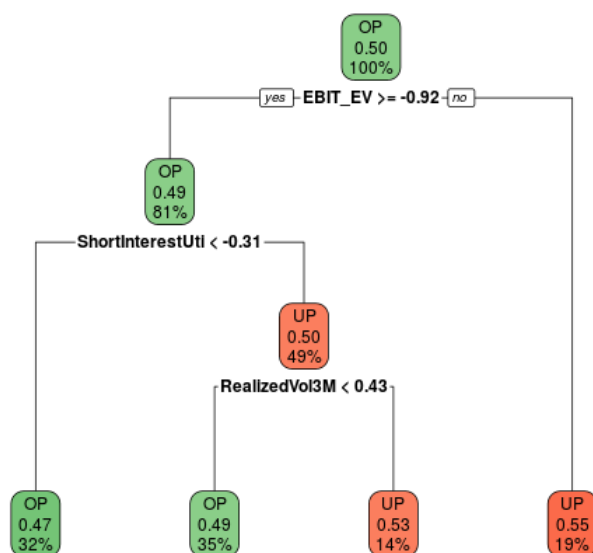 OP
0.50
100%
yes EBIT_EV >= -0.92 no
OP
0.49
81%
ShortInterestUti < -0.31
UP
0.50
49%
RealizedVol3M < 0.43
OP
0.47
32%
OP
0.49
35%
UP
0.53
14%
UP
0.55
19%